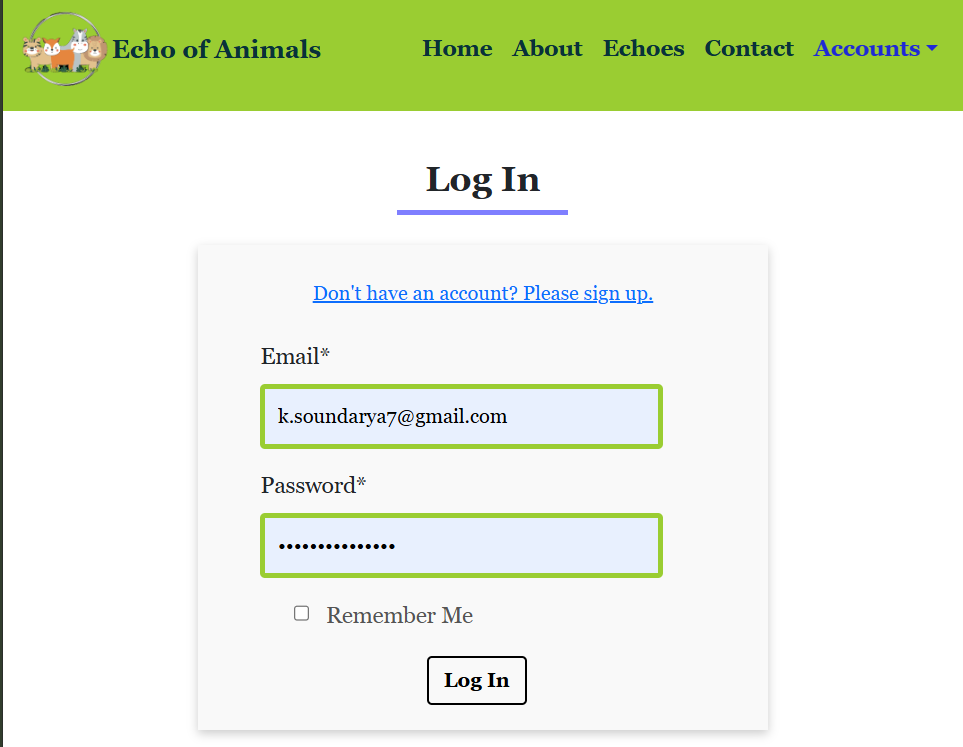 Echo of Animals Home About Echoes Contact Accounts
Log In
Don't have an account? Please sign up.
Email*
k.soundarya7@gmail.com
Password*
•••••••••••••••
Remember Me
Log In